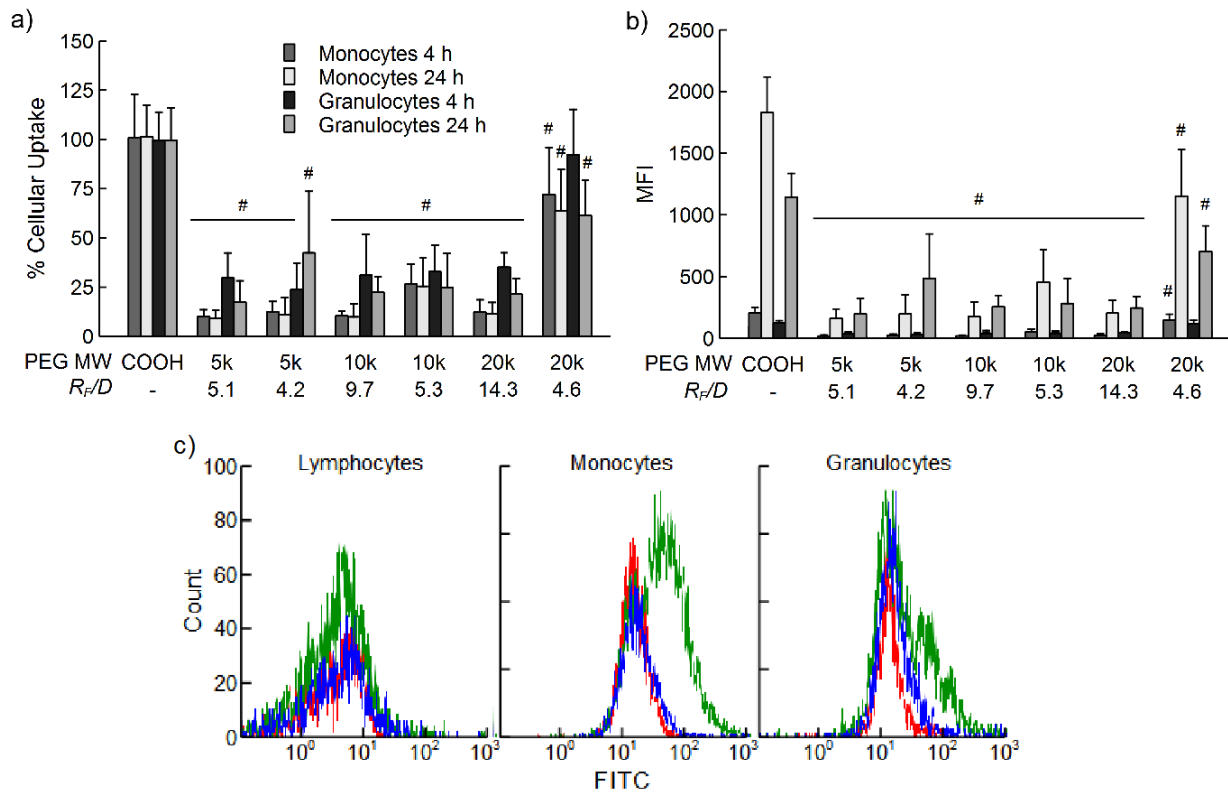 a)
150
125
100
75
50
25
0
% Cellular Uptake
Monocytes 4 h
Monocytes 24 h
Granulocytes 4 h
Granulocytes 24 h
# # # # # #
PEG MW COOH 5k 5k 10k 10k 20k 20k
R_F/D - 5.1 4.2 9.7 5.3 14.3 4.6
b)
2500
2000
1500
1000
500
0
MFI
# # # #
PEG MW COOH 5k 5k 10k 10k 20k 20k
R_F/D - 5.1 4.2 9.7 5.3 14.3 4.6
c)
Lymphocytes Monocytes Granulocytes
100
80
60
40
20
0
Count
10⁰ 10¹ 10² 10³ 10⁰ 10¹ 10² 10³ 10⁰ 10¹ 10² 10³
FITC